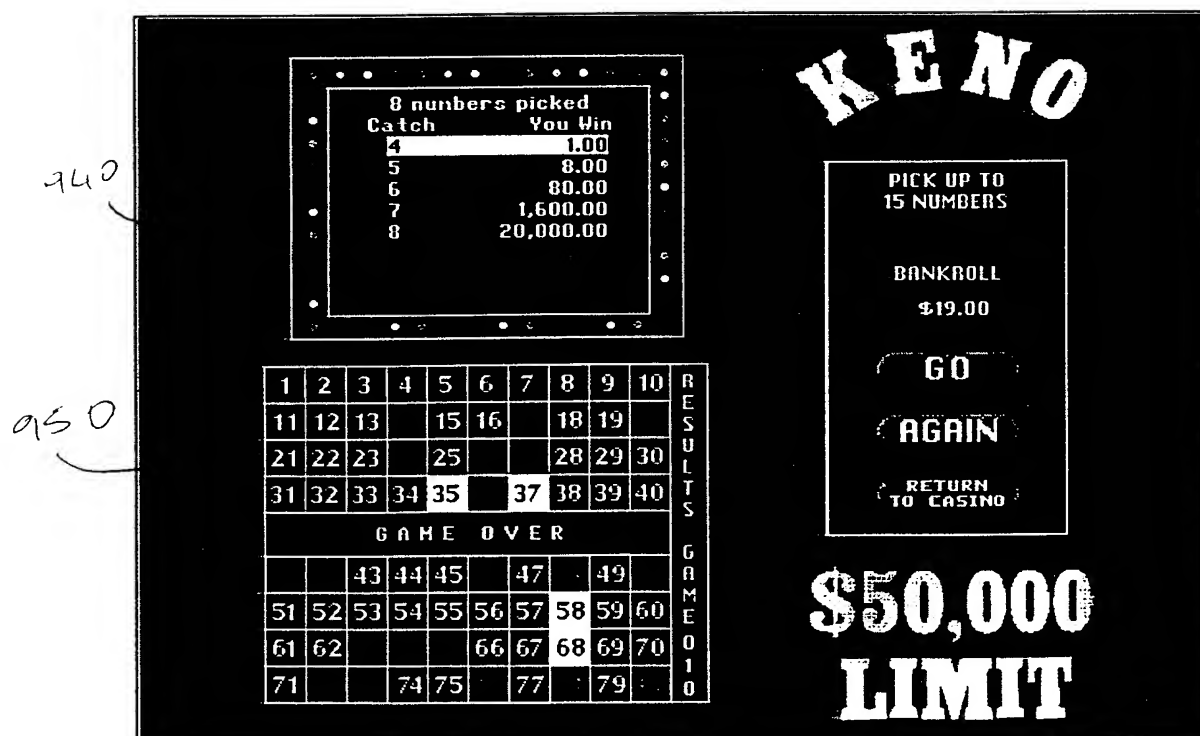 KENO
940
8 numbers picked
Catch You Win
4 1.00
5 8.00
6 80.00
7 1,600.00
8 20,000.00
PICK UP TO
15 NUMBERS
BANKROLL
$19.00
GO
AGAIN
RETURN
TO CASINO
950
1 2 3 4 5 6 7 8 9 10
11 12 13 15 16 18 19
21 22 23 25 28 29 30
31 32 33 34 35 37 38 39 40
GAME OVER
43 44 45 47 49
51 52 53 54 55 56 57 58 59 60
61 62 66 67 68 69 70
71 74 75 77 79
RESULTS GAME 010
$50,000
LIMIT